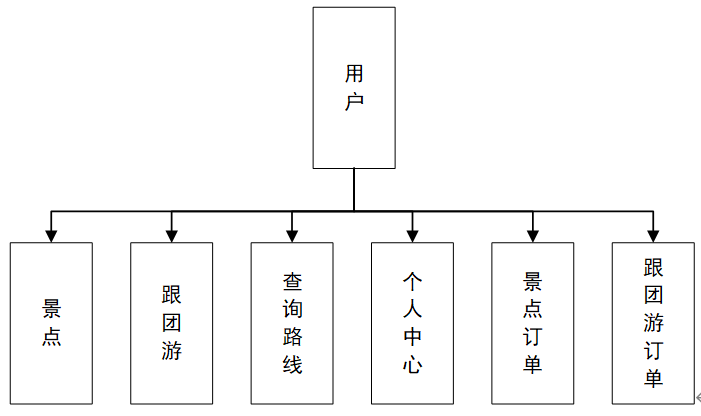 用户
景点
跟团游
查询路线
个人中心
景点订单
跟团游订单